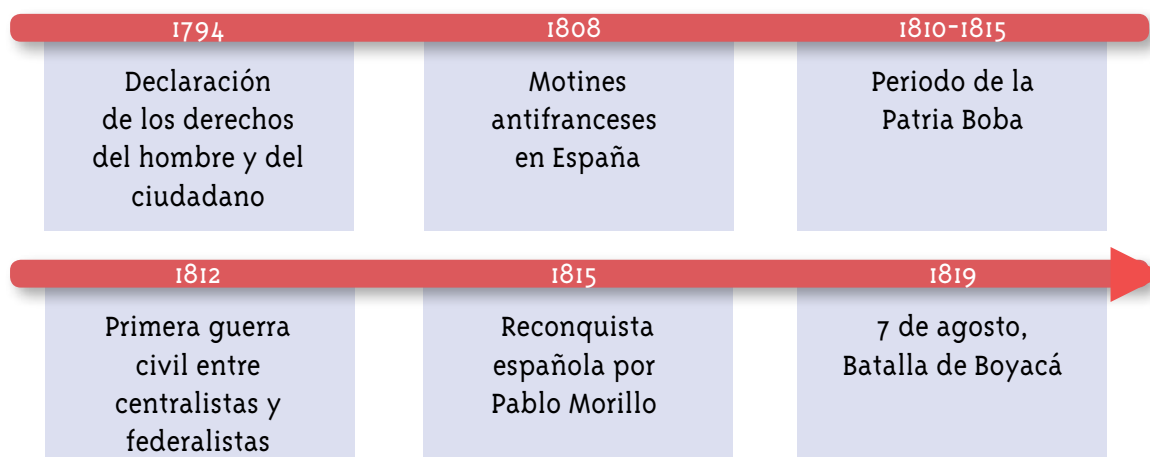 1794
Declaración
de los derechos
del hombre y del
ciudadano
1808
Motines
antifranceses
en España
1810-1815
Periodo de la
Patria Boba
1812
Primera guerra
civil entre
centralistas y
federalistas
1815
Reconquista
española por
Pablo Morillo
1819
7 de agosto,
Batalla de Boyacá